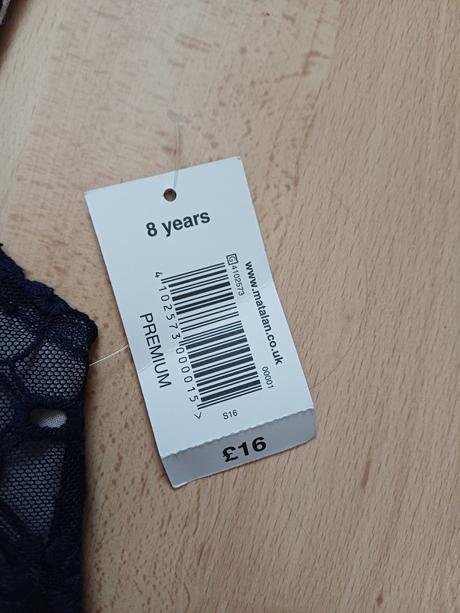 8 years
www.matalan.co.uk
G 4102573
00001
4 102573 000015 >
PREMIUM
S16
£16